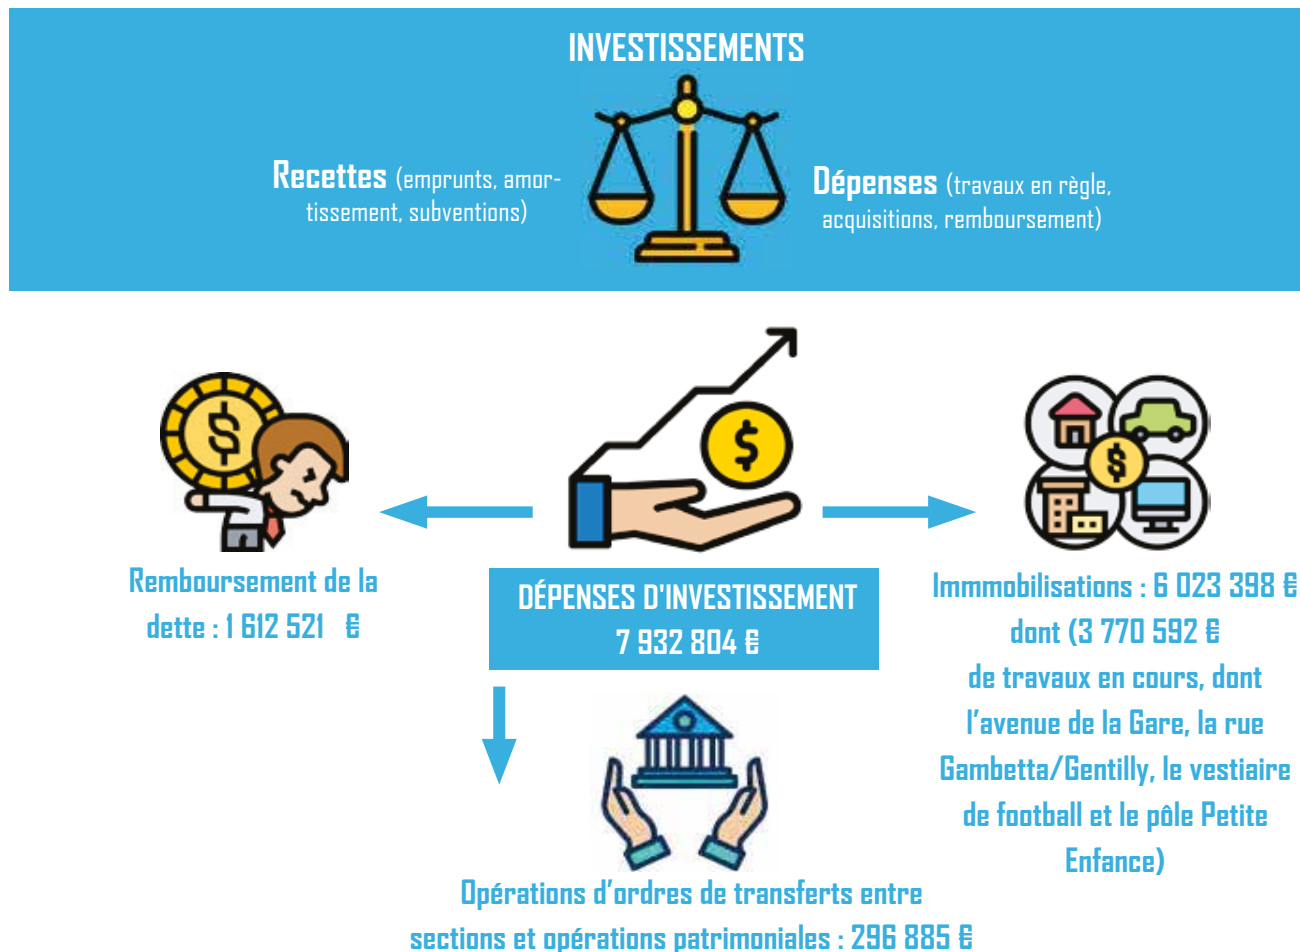 INVESTISSEMENTS
Recettes (emprunts, amor-
tissement, subventions)
Dépenses (travaux en règle,
acquisitions, remboursement)
Remboursement de la
dette : 1 612 521 €
DÉPENSES D'INVESTISSEMENT
7 932 804 €
Immmobilisations : 6 023 398 €
dont (3 770 592 €
de travaux en cours, dont
l'avenue de la Gare, la rue
Gambetta/Gentilly, le vestiaire
de football et le pôle Petite
Enfance)
Opérations d'ordres de transferts entre
sections et opérations patrimoniales : 296 885 €